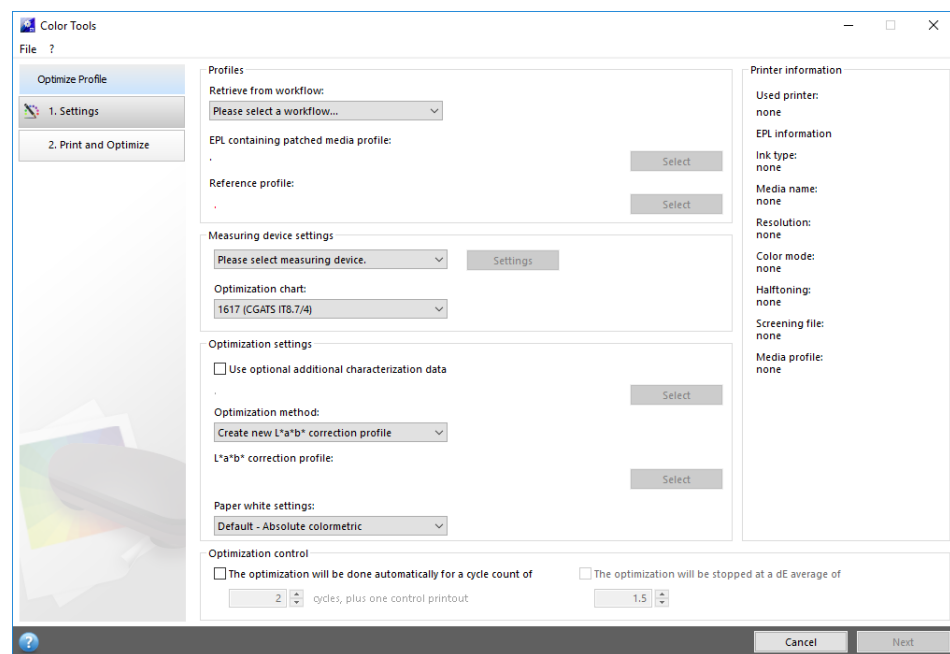 Color Tools
File ?
Optimize Profile
1. Settings
2. Print and Optimize
Profiles
Retrieve from workflow:
Please select a workflow...
EPL containing patched media profile:
Select
Reference profile:
Select
Measuring device settings
Please select measuring device.
Settings
Optimization chart:
1617 (CGATS IT8.7/4)
Optimization settings
Use optional additional characterization data
Select
Optimization method:
Create new L*a*b* correction profile
L*a*b* correction profile:
Select
Paper white settings:
Default - Absolute colormetric
Optimization control
The optimization will be done automatically for a cycle count of
2 cycles, plus one control printout
The optimization will be stopped at a dE average of
1.5
Printer information
Used printer:
none
EPL information
Ink type:
none
Media name:
none
Resolution:
none
Color mode:
none
Halftoning:
none
Screening file:
none
Media profile:
none
?
Cancel
Next